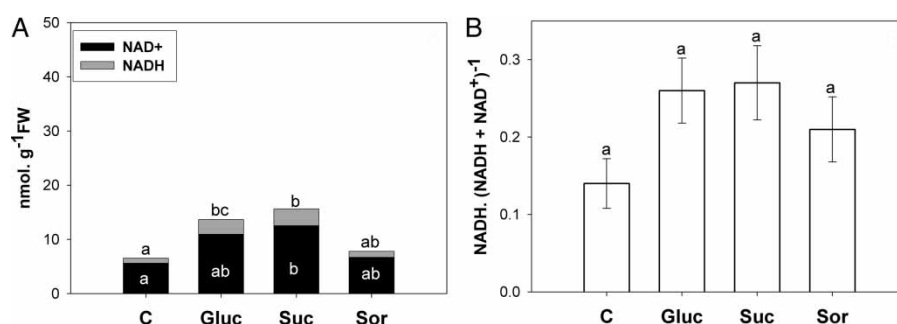 A
50
40
30
20
10
0
nmol. g⁻¹FW
NAD+
NADH
a
bc
b
ab
a
ab
b
ab
C Gluc Suc Sor
B
0.3
0.2
0.1
0.0
NADH. (NADH + NAD⁺)⁻¹
a
a
a
a
C Gluc Suc Sor